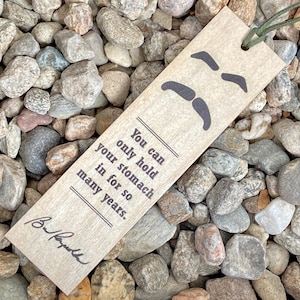 You can
only hold
your stomach
in for so
many years.